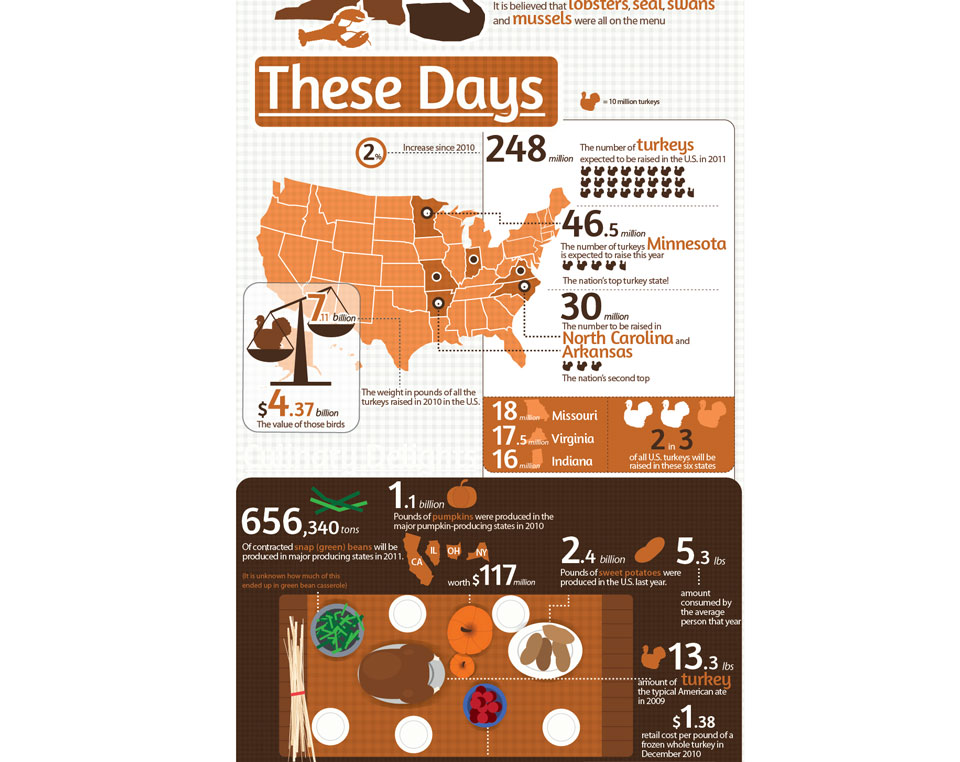 It is believed that lobsters, seal, swans
and mussels were all on the menu
These Days
= 10 million turkeys
2% Increase since 2010
248 million
The number of turkeys
expected to be raised in the U.S. in 2011
46.5 million
The number of turkeys Minnesota
is expected to raise this year
The nation's top turkey state!
30 million
The number to be raised in
North Carolina and
Arkansas
The nation's second top
7.11 billion
The weight in pounds of all the
turkeys raised in 2010 in the U.S.
$4.37 billion
The value of those birds
18 million Missouri
17.5 million Virginia
16 million Indiana
2 in 3
of all U.S. turkeys will be
raised in these six states
656,340 tons
Of contracted snap (green) beans will be
produced in major producing states in 2011.
(It is unknown how much of this
ended up in green bean casserole)
1.1 billion
Pounds of pumpkins were produced in the
major pumpkin-producing states in 2010
CA IL OH NY
worth $117 million
2.4 billion
Pounds of sweet potatoes were
produced in the U.S. last year.
5.3 lbs
amount
consumed by
the average
person that year
13.3 lbs
amount of turkey
the typical American ate
in 2009
$1.38
retail cost per pound of a
frozen whole turkey in
December 2010